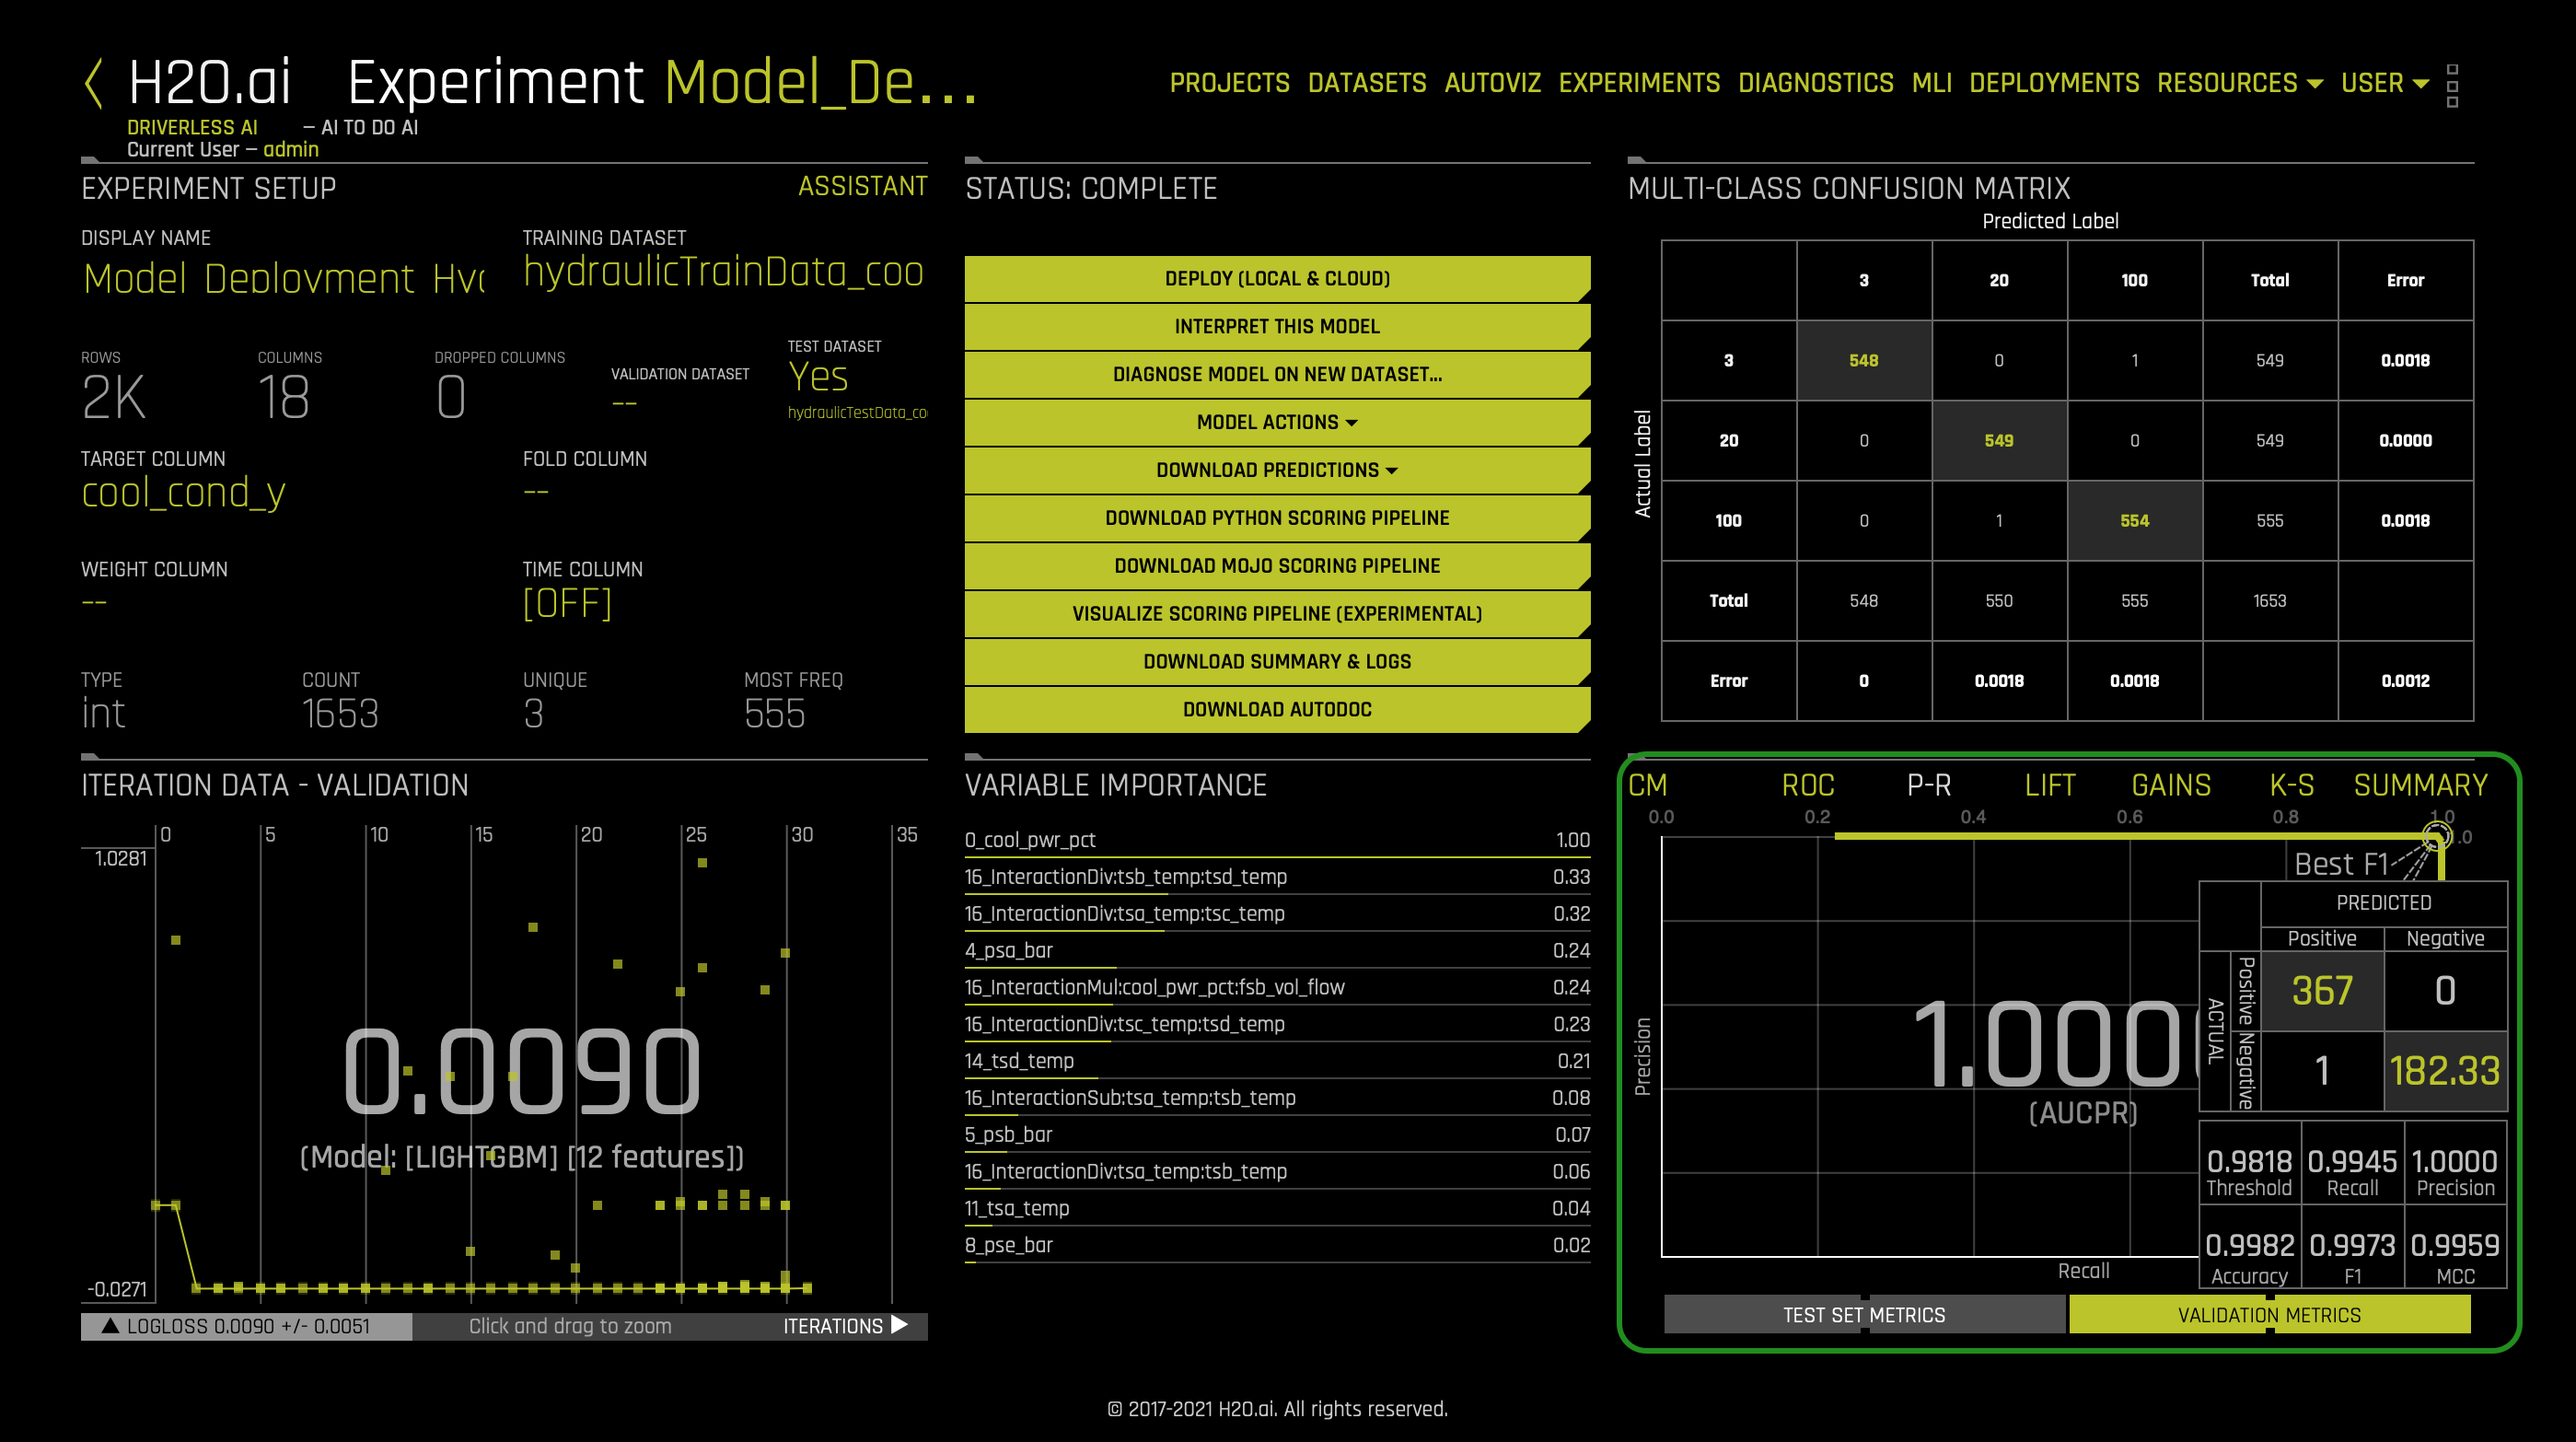 H2O.ai Experiment Model_De...
DRIVERLESS AI – AI TO DO AI
Current User – admin
PROJECTS DATASETS AUTOVIZ EXPERIMENTS DIAGNOSTICS MLI DEPLOYMENTS RESOURCES USER
EXPERIMENT SETUP
ASSISTANT
DISPLAY NAME
Model Deployment
TRAINING DATASET
hydraulicTrainData_coo
ROWS
2K
COLUMNS
18
DROPPED COLUMNS
0
VALIDATION DATASET
--
TEST DATASET
Yes
hydraulicTestData_co
TARGET COLUMN
cool_cond_y
FOLD COLUMN
--
WEIGHT COLUMN
--
TIME COLUMN
[OFF]
TYPE
int
COUNT
1653
UNIQUE
3
MOST FREQ
555
STATUS: COMPLETE
DEPLOY (LOCAL & CLOUD)
INTERPRET THIS MODEL
DIAGNOSE MODEL ON NEW DATASET...
MODEL ACTIONS
DOWNLOAD PREDICTIONS
DOWNLOAD PYTHON SCORING PIPELINE
DOWNLOAD MOJO SCORING PIPELINE
VISUALIZE SCORING PIPELINE (EXPERIMENTAL)
DOWNLOAD SUMMARY & LOGS
DOWNLOAD AUTODOC
MULTI-CLASS CONFUSION MATRIX
Predicted Label
Actual Label
3 20 100 Total Error
3 548 0 1 549 0.0018
20 0 549 0 549 0.0000
100 0 1 554 555 0.0018
Total 548 550 555 1653
Error 0 0.0018 0.0018 0.0012
ITERATION DATA - VALIDATION
0 5 10 15 20 25 30 35
1.0281
0.0090
(Model: [LIGHTGBM] [12 features])
-0.0271
LOGLOSS 0.0090 +/- 0.0051
Click and drag to zoom
ITERATIONS
VARIABLE IMPORTANCE
0_cool_pwr_pct 1.00
16_InteractionDiv:tsb_temp:tsd_temp 0.33
16_InteractionDiv:tsa_temp:tsc_temp 0.32
4_psa_bar 0.24
16_InteractionMul:cool_pwr_pct:fsb_vol_flow 0.24
16_InteractionDiv:tsc_temp:tsd_temp 0.23
14_tsd_temp 0.21
16_InteractionSub:tsa_temp:tsb_temp 0.08
5_psb_bar 0.07
16_InteractionDiv:tsa_temp:tsb_temp 0.06
11_tsa_temp 0.04
8_pse_bar 0.02
CM ROC P-R LIFT GAINS K-S SUMMARY
0.0 0.2 0.4 0.6 0.8 1.0
1.0
Best F1
Precision
1.000
(AUCPR)
Recall
PREDICTED
Positive Negative
ACTUAL
Positive 367 0
Negative 1 182.33
0.9818 0.9945 1.0000
Threshold Recall Precision
0.9982 0.9973 0.9959
Accuracy F1 MCC
TEST SET METRICS
VALIDATION METRICS
© 2017-2021 H2O.ai. All rights reserved.